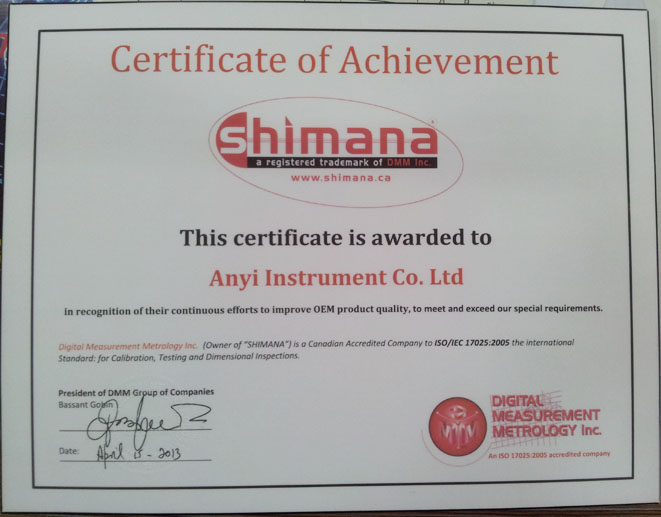 Certificate of Achievement
shimana
a registered trademark of DMM Inc.
www.shimana.ca
This certificate is awarded to
Anyi Instrument Co. Ltd
in recognition of their continuous efforts to improve OEM product quality, to meet and exceed our special requirements.
Digital Measurement Metrology Inc. (Owner of "SHIMANA") is a Canadian Accredited Company to ISO/IEC 17025:2005 the international
Standard: for Calibration, Testing and Dimensional Inspections.
President of DMM Group of Companies
Bassant Gobin
Date: April 15 - 2013
DIGITAL
MEASUREMENT
METROLOGY Inc.
An ISO 17025:2005 accredited company